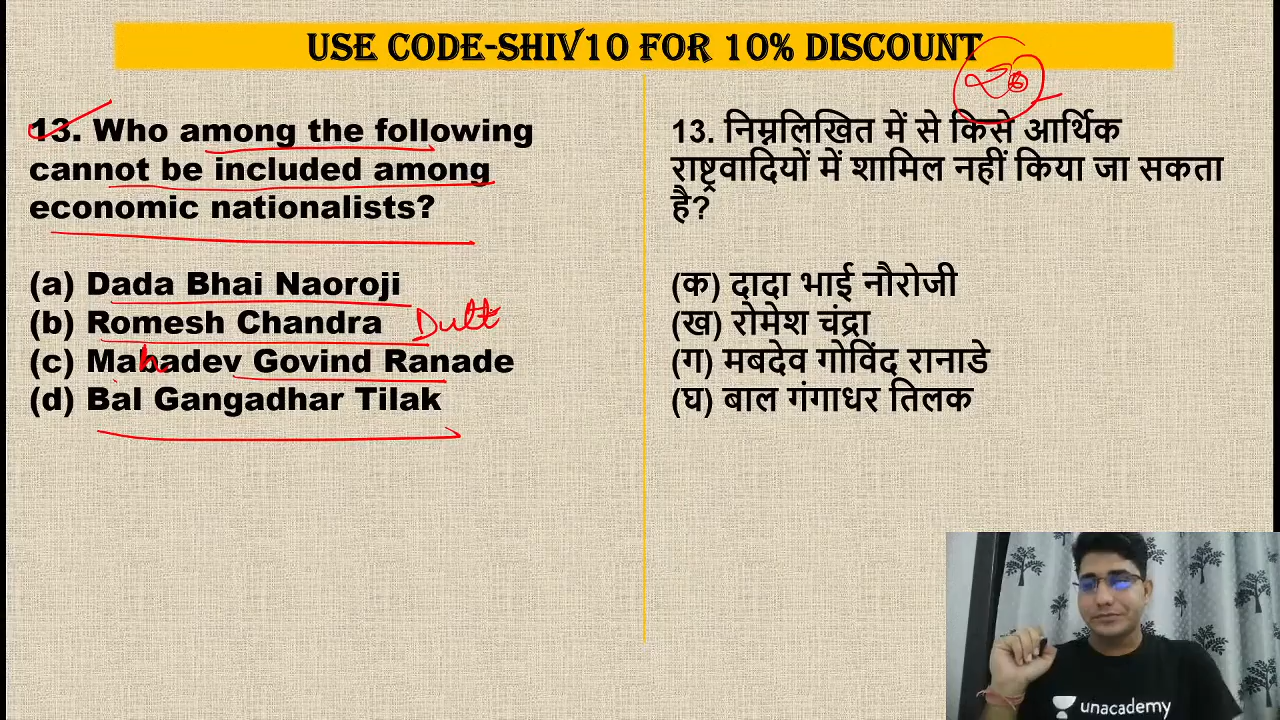 USE CODE-SHIV10 FOR 10% DISCOUNT
13. Who among the following
cannot be included among
economic nationalists?
(a) Dada Bhai Naoroji
(b) Romesh Chandra Dutt
(c) Mabadev Govind Ranade
h
(d) Bal Gangadhar Tilak
13. निम्नलिखित में से किसे आर्थिक
राष्ट्रवादियों में शामिल नहीं किया जा सकता
है?
(क) दादा भाई नौरोजी
(ख) रोमेश चंद्रा
(ग) मबदेव गोविंद रानाडे
(घ) बाल गंगाधर तिलक
unacademy